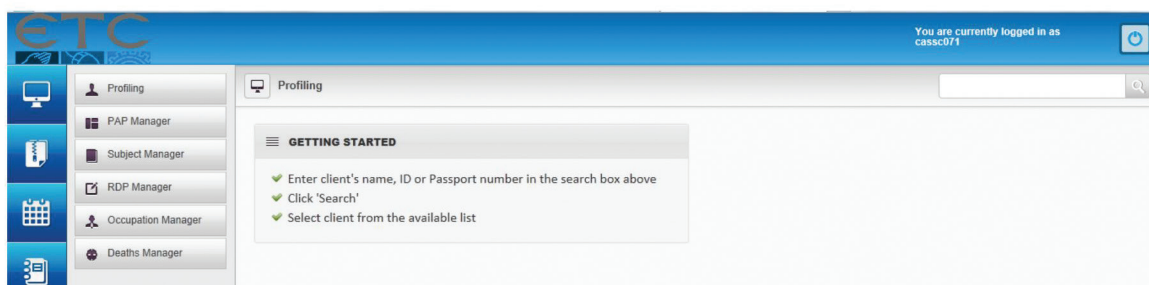 ETC
You are currently logged in as
cassc071
Profiling
PAP Manager
Subject Manager
RDP Manager
Occupation Manager
Deaths Manager
Profiling
GETTING STARTED
Enter client's name, ID or Passport number in the search box above
Click 'Search'
Select client from the available list